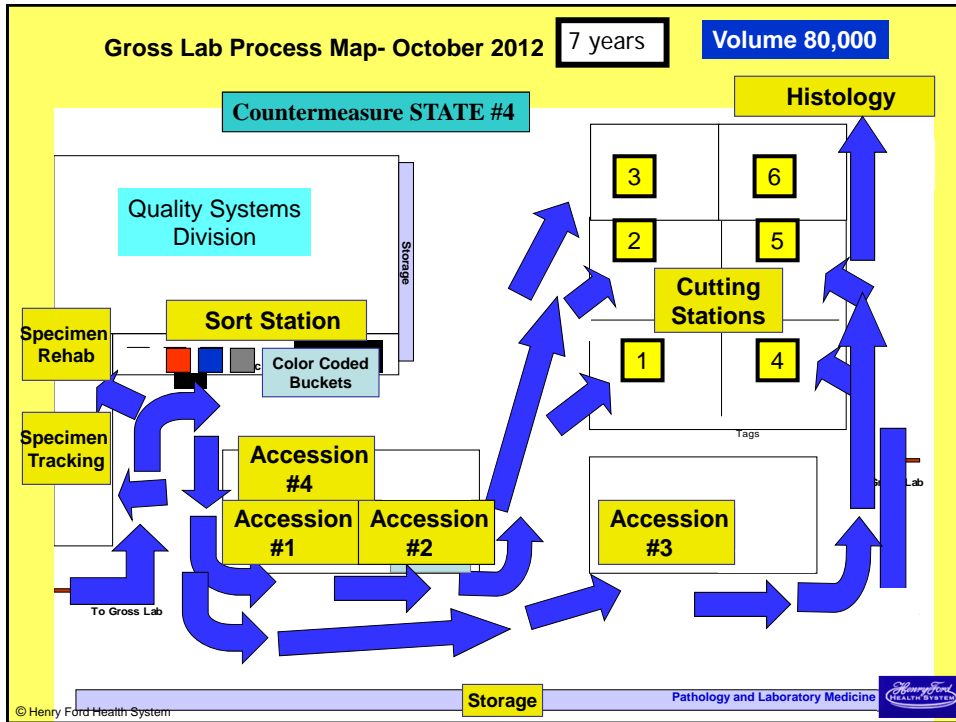 Gross Lab Process Map- October 2012
7 years
Volume 80,000
Countermeasure STATE #4
Histology
3
6
Quality Systems
Division
2
5
Storage
Cutting
Stations
Sort Station
Specimen
Rehab
Color Coded
Buckets
c
1
4
Specimen
Tracking
Tags
Accession
#4
Accession
#1
Accession
#2
Accession
#3
To Gross Lab
Storage
Pathology and Laboratory Medicine
Henry Ford
HEALTH SYSTEM
© Henry Ford Health System